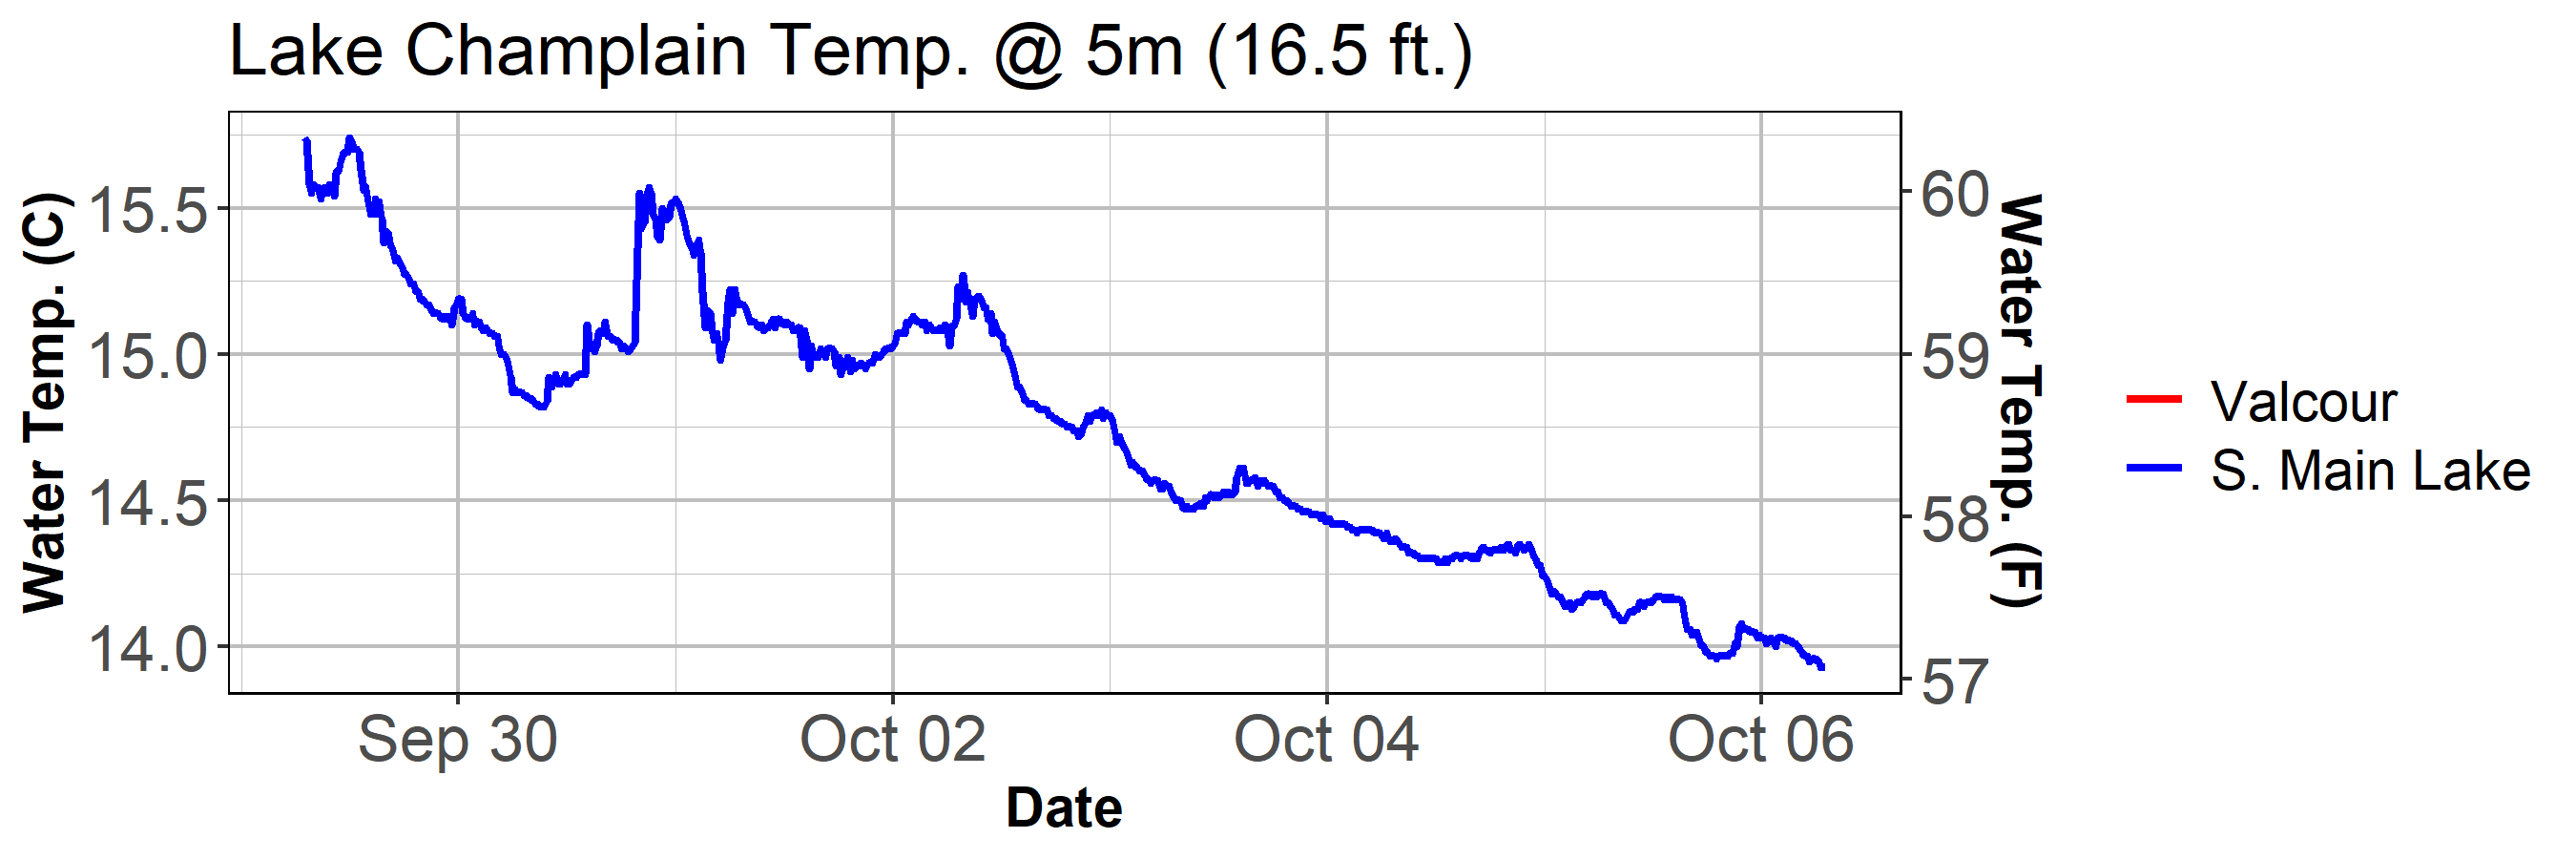 Lake Champlain Temp. @ 5m (16.5 ft.)
Water Temp. (C)
15.5
15.0
14.5
14.0
60
59
58
57
Water Temp. (F)
Sep 30
Oct 02
Oct 04
Oct 06
Date
Valcour
S. Main Lake